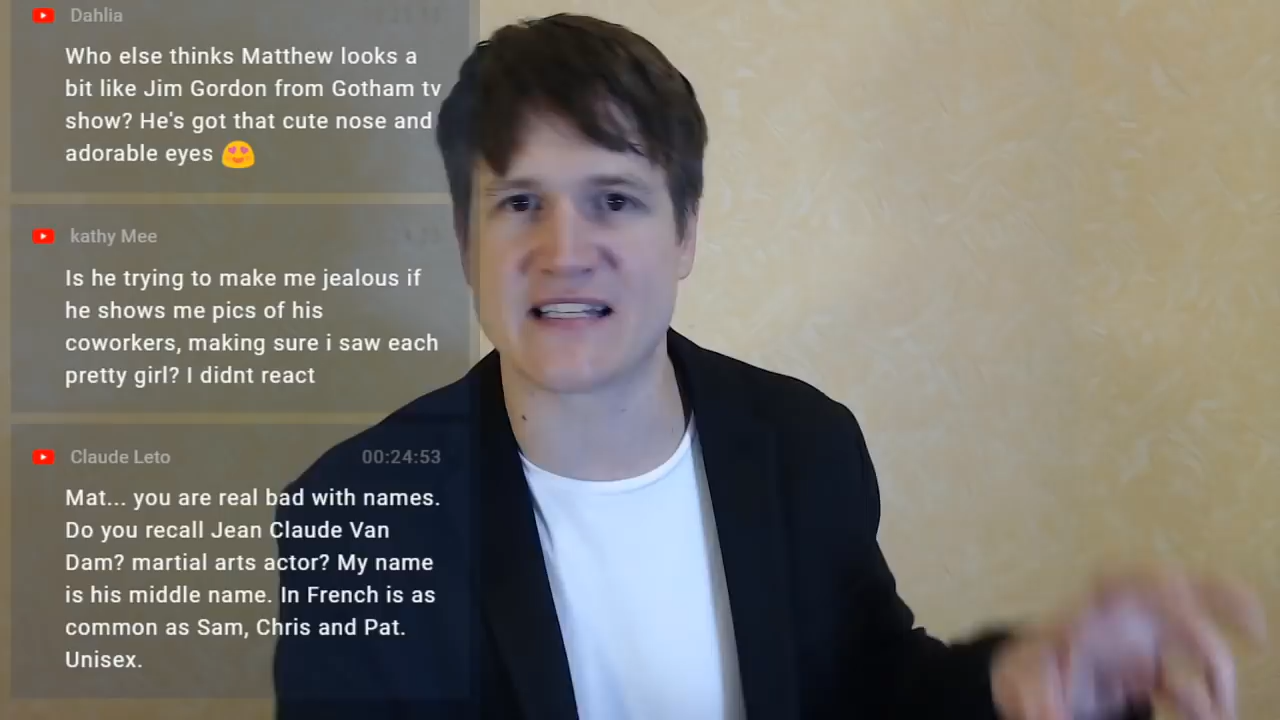 Dahlia
Who else thinks Matthew looks a
bit like Jim Gordon from Gotham tv
show? He's got that cute nose and
adorable eyes 😍
kathy Mee
Is he trying to make me jealous if
he shows me pics of his
coworkers, making sure i saw each
pretty girl? I didnt react
Claude Leto 00:24:53
Mat... you are real bad with names.
Do you recall Jean Claude Van
Dam? martial arts actor? My name
is his middle name. In French is as
common as Sam, Chris and Pat.
Unisex.